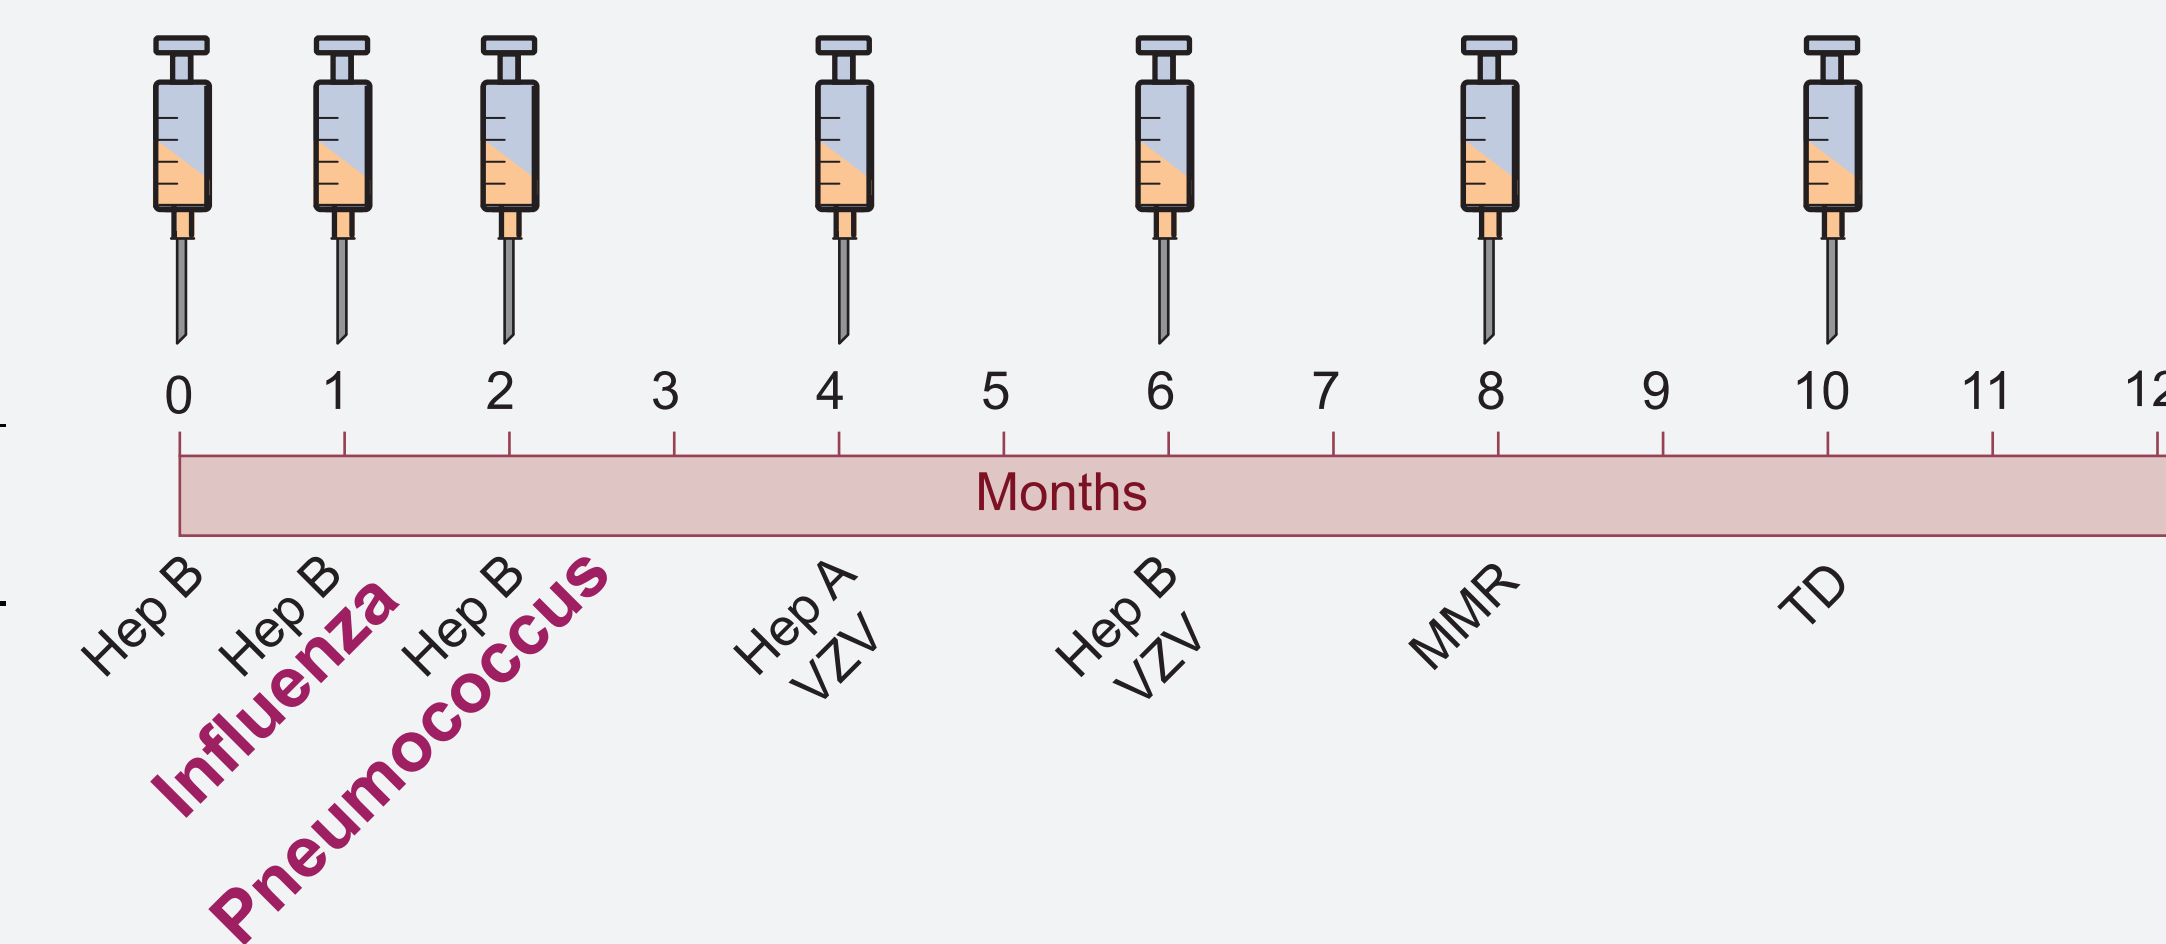 0 1 2 3 4 5 6 7 8 9 10 11 12
Months
Hep B
Hep B
Influenza
Hep B
Pneumococcus
Hep A
VZV
Hep B
VZV
MMR
TD